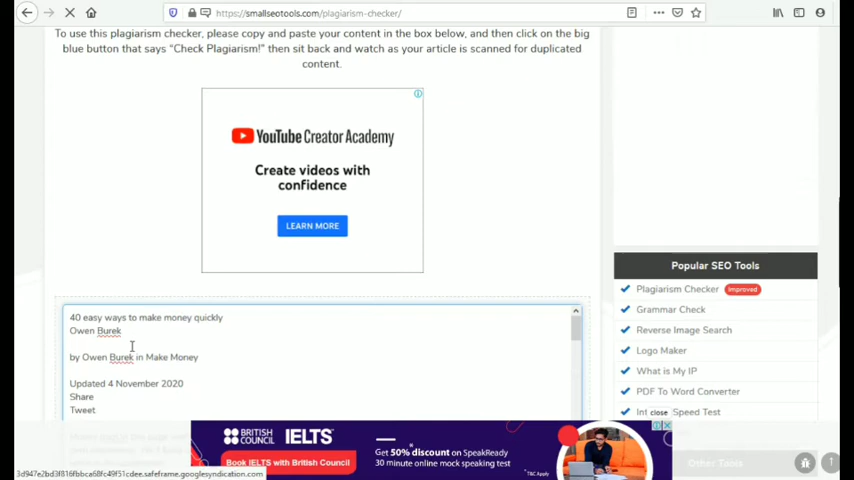 https://smallseotools.com/plagiarism-checker/
To use this plagiarism checker, please copy and paste your content in the box below, and then click on the big
blue button that says “Check Plagiarism!” then sit back and watch as your article is scanned for duplicated
content.
YouTube Creator Academy
Create videos with
confidence
LEARN MORE
40 easy ways to make money quickly
Owen Burek
by Owen Burek in Make Money
Updated 4 November 2020
Share
Tweet
Popular SEO Tools
Plagiarism Checker Improved
Grammar Check
Reverse Image Search
Logo Maker
What is My IP
PDF To Word Converter
Int close Speed Test
Other Tools
BRITISH
COUNCIL
IELTS
Book IELTS with British Council
Get 50% discount on SpeakReady
30 minute online mock speaking test
*T&C Apply
3d947e2bd3f816fbbca68fc49f51cdee.safeframe.googlesyndication.com